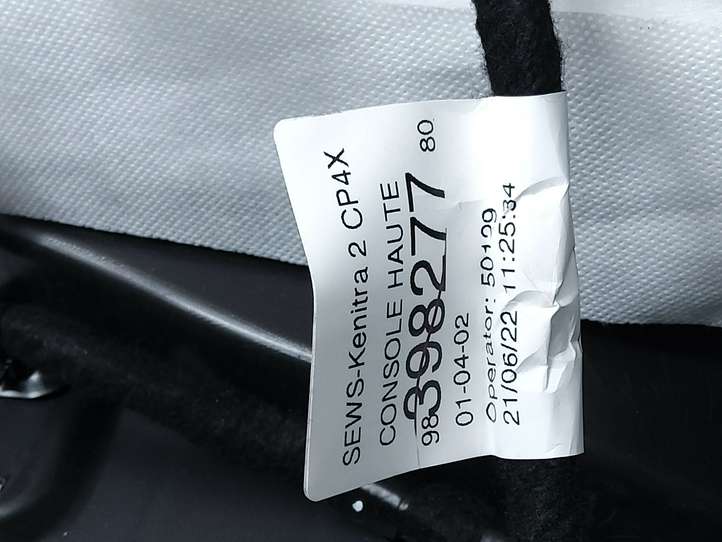 SEWS-Kenitra 2 CP4X
CONSOLE HAUTE
98 398277 80
01-04-02
Operator: 50199
21/06/22 11:25:34